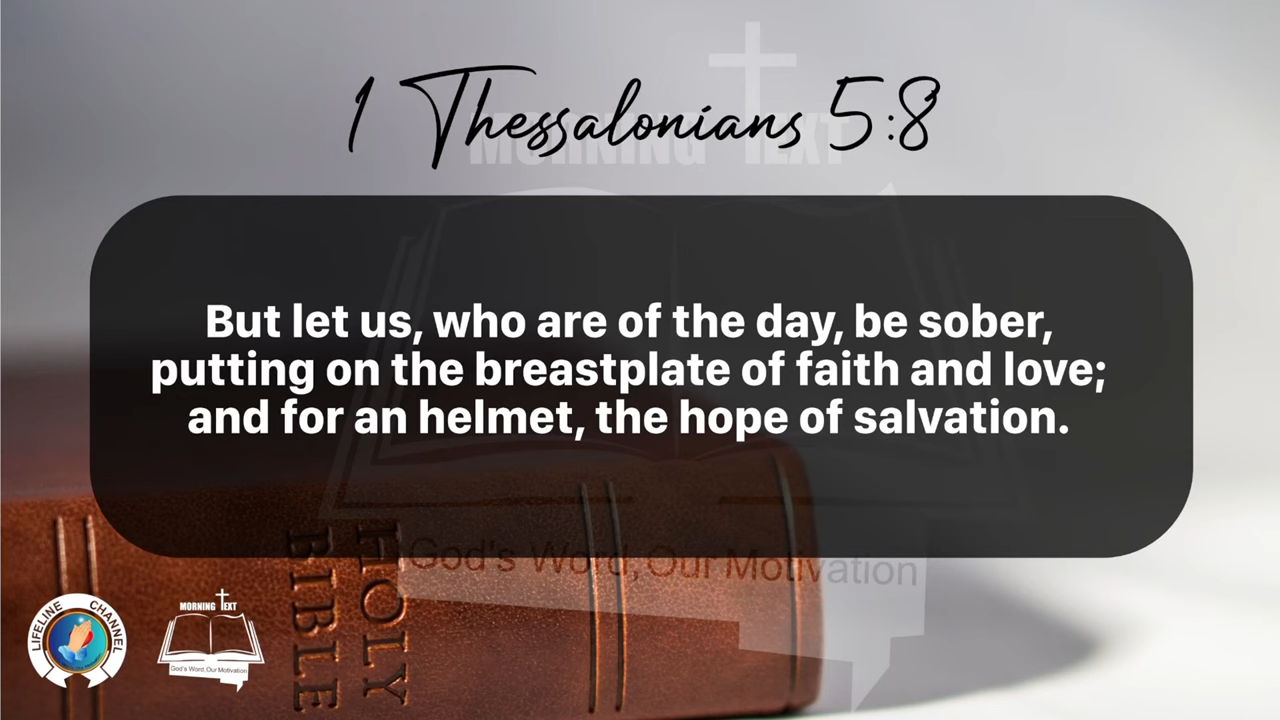 1 Thessalonians 5:8
MORNING TEXT
But let us, who are of the day, be sober,
putting on the breastplate of faith and love;
and for an helmet, the hope of salvation.
God's Word, Our Motivation
HOLY
BIBLE
LIFELINE CHANNEL
MORNING TEXT
God's Word, Our Motivation